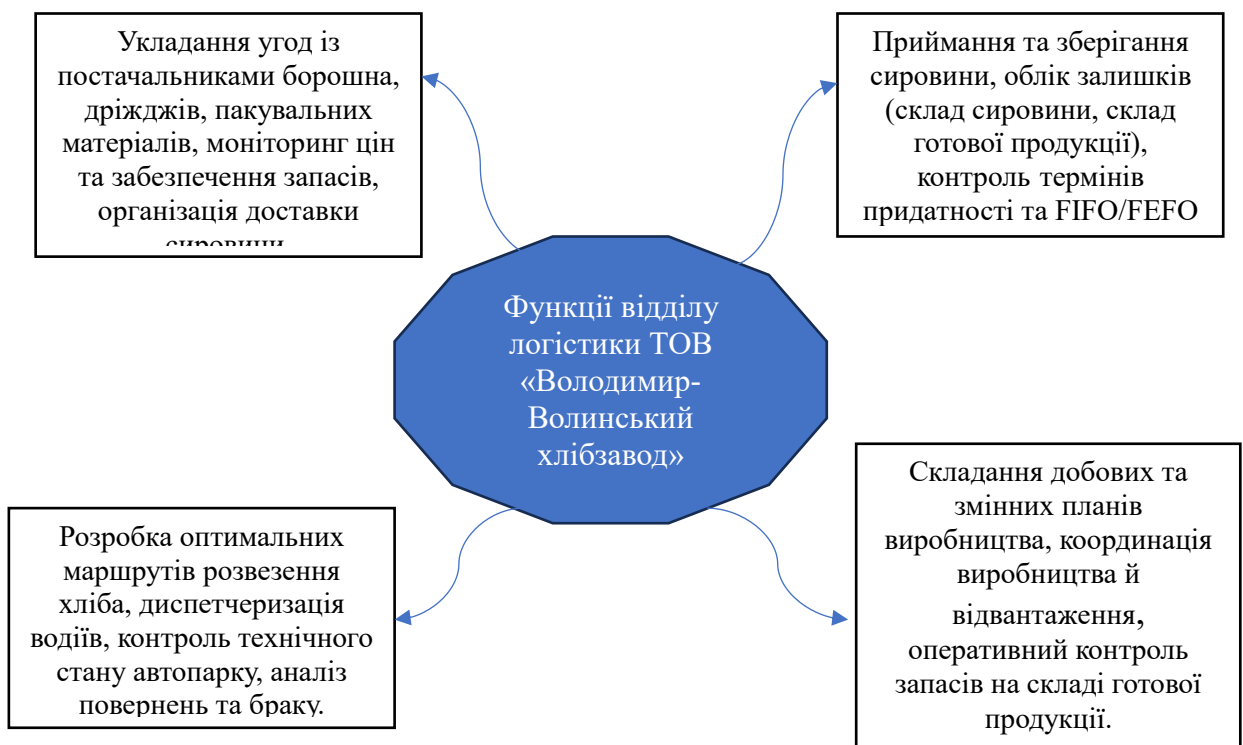 Укладання угод із
постачальниками борошна,
дріжджів, пакувальних
матеріалів, моніторинг цін
та забезпечення запасів,
організація доставки
сировини
Приймання та зберігання
сировини, облік залишків
(склад сировини, склад
готової продукції),
контроль термінів
придатності та FIFO/FEFO
Функції відділу
логістики ТОВ
«Володимир-
Волинський
хлібзавод»
Розробка оптимальних
маршрутів розвезення
хліба, диспетчеризація
водіїв, контроль технічного
стану автопарку, аналіз
повернень та браку.
Складання добових та
змінних планів
виробництва, координація
виробництва й
відвантаження,
оперативний контроль
запасів на складі готової
продукції.